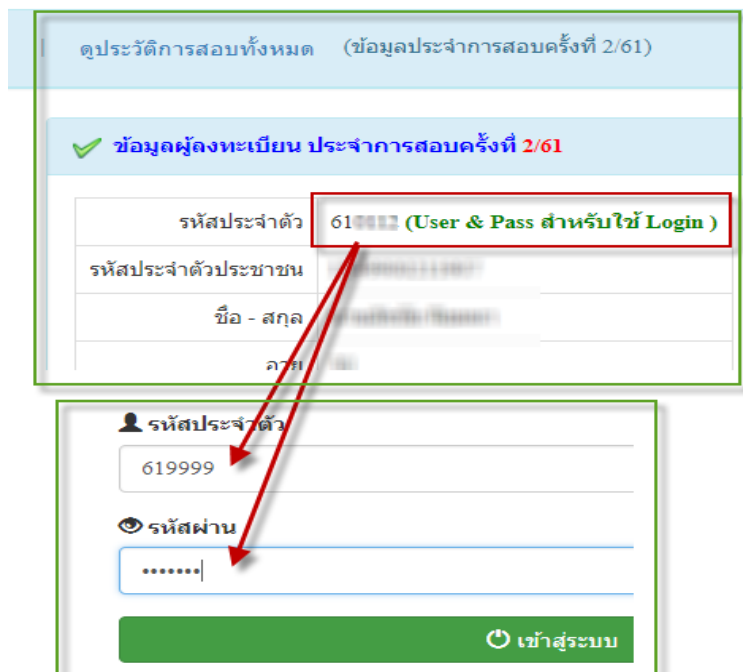 | ดูประวัติการสอบทั้งหมด (ข้อมูลประจำการสอบครั้งที่ 2/61)
ข้อมูลผู้ลงทะเบียน ประจำการสอบครั้งที่ 2/61
รหัสประจำตัว 61 (User & Pass สำหรับใช้ Login )
รหัสประจำตัวประชาชน
ชื่อ - สกุล
อายุ
รหัสประจำตัว
619999
รหัสผ่าน
•••••••
เข้าสู่ระบบ